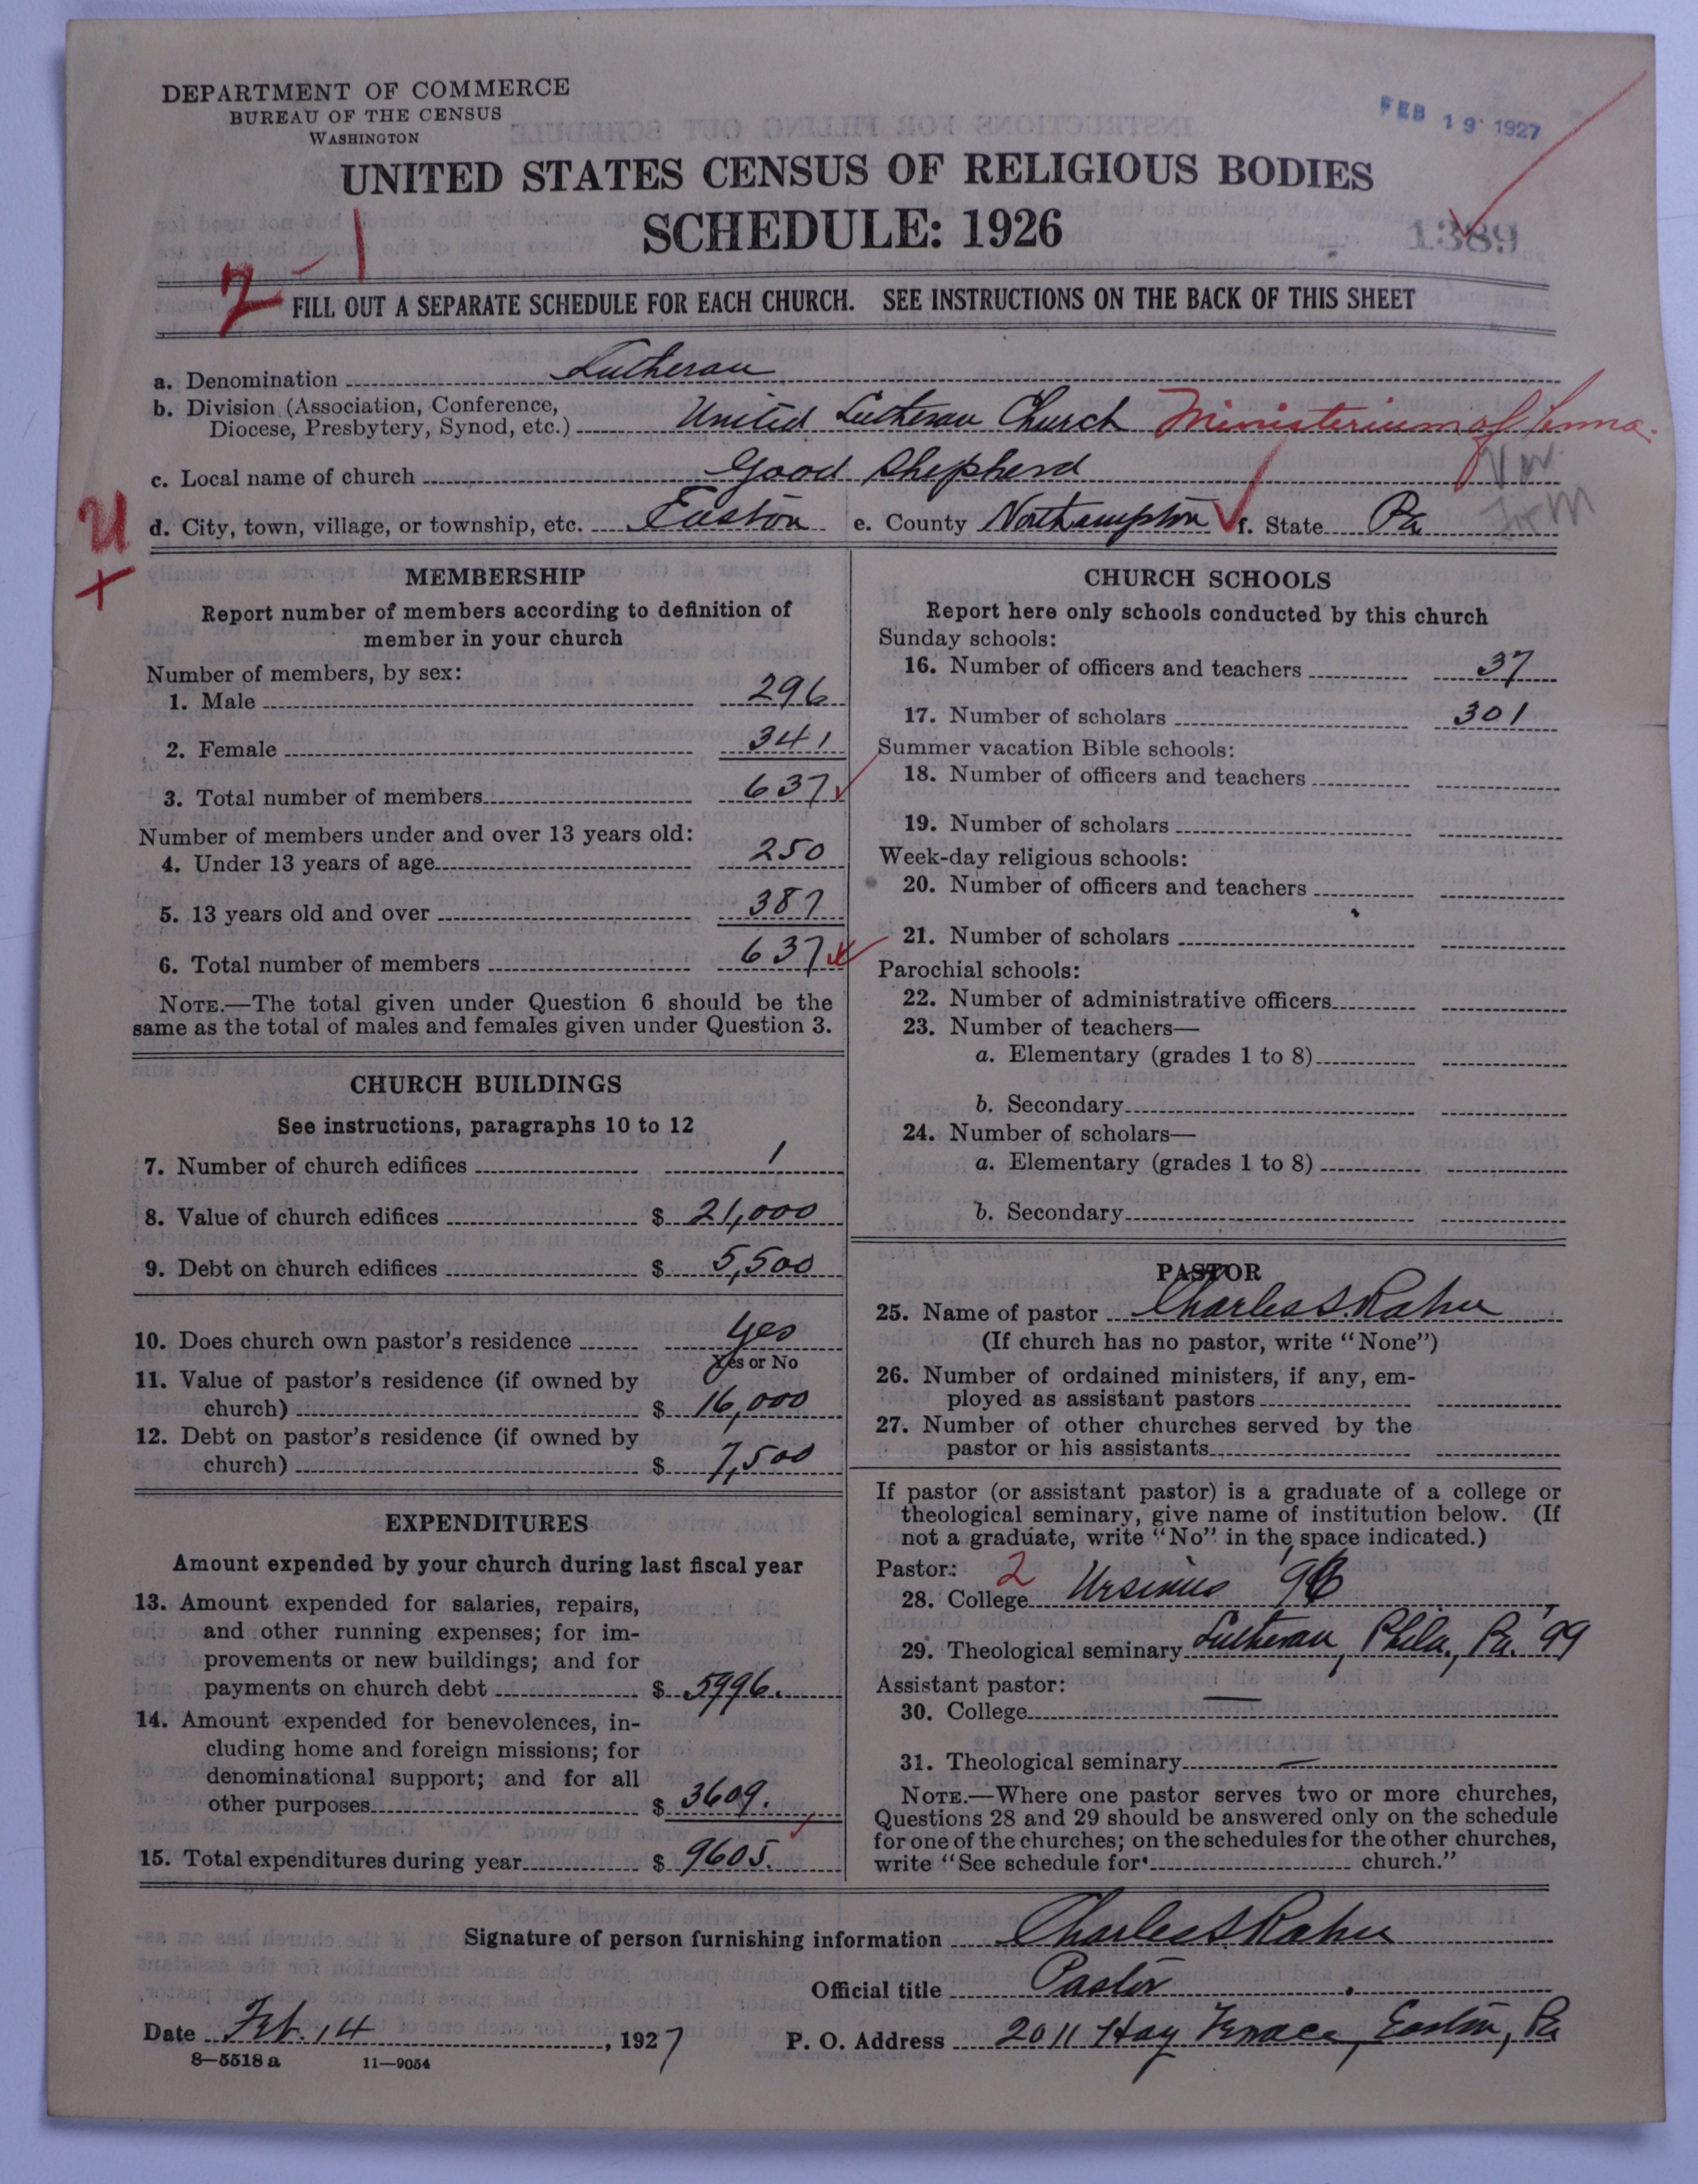 DEPARTMENT OF COMMERCE
BUREAU OF THE CENSUS
WASHINGTON
FEB 19 1927
UNITED STATES CENSUS OF RELIGIOUS BODIES
SCHEDULE: 1926
1389
2 - 1
FILL OUT A SEPARATE SCHEDULE FOR EACH CHURCH. SEE INSTRUCTIONS ON THE BACK OF THIS SHEET
a. Denomination Lutheran
b. Division (Association, Conference,
Diocese, Presbytery, Synod, etc.) United Lutheran Church Ministerium of Penna.
c. Local name of church Good Shepherd
U
d. City, town, village, or township, etc. Easton e. County Northampton f. State Pa
MEMBERSHIP
Report number of members according to definition of
member in your church
Number of members, by sex:
1. Male 296
2. Female 341
3. Total number of members 637
Number of members under and over 13 years old:
4. Under 13 years of age 250
5. 13 years old and over 387
6. Total number of members 637
NOTE.—The total given under Question 6 should be the
same as the total of males and females given under Question 3.
CHURCH BUILDINGS
See instructions, paragraphs 10 to 12
7. Number of church edifices 1
8. Value of church edifices $ 21,000
9. Debt on church edifices $ 5,500
10. Does church own pastor's residence Yes
Yes or No
11. Value of pastor's residence (if owned by
church) $ 16,000
12. Debt on pastor's residence (if owned by
church) $ 7,500
EXPENDITURES
Amount expended by your church during last fiscal year
13. Amount expended for salaries, repairs,
and other running expenses; for im-
provements or new buildings; and for
payments on church debt $ 5996.
14. Amount expended for benevolences, in-
cluding home and foreign missions; for
denominational support; and for all
other purposes $ 3609.
15. Total expenditures during year $ 9605.
CHURCH SCHOOLS
Report here only schools conducted by this church
Sunday schools:
16. Number of officers and teachers 37
17. Number of scholars 301
Summer vacation Bible schools:
18. Number of officers and teachers
19. Number of scholars
Week-day religious schools:
20. Number of officers and teachers
21. Number of scholars
Parochial schools:
22. Number of administrative officers
23. Number of teachers—
a. Elementary (grades 1 to 8)
b. Secondary
24. Number of scholars—
a. Elementary (grades 1 to 8)
b. Secondary
PASTOR
25. Name of pastor Charles S. Rahn
(If church has no pastor, write "None")
26. Number of ordained ministers, if any, em-
ployed as assistant pastors
27. Number of other churches served by the
pastor or his assistants
If pastor (or assistant pastor) is a graduate of a college or
theological seminary, give name of institution below. (If
not a graduate, write "No" in the space indicated.)
Pastor: 2
28. College Ursinus '96
29. Theological seminary Lutheran, Phila., Pa. '99
Assistant pastor:
30. College —
31. Theological seminary —
NOTE.—Where one pastor serves two or more churches,
Questions 28 and 29 should be answered only on the schedule
for one of the churches; on the schedules for the other churches,
write "See schedule for church."
Signature of person furnishing information Charles S Rahn
Official title Pastor
Date Feb. 14, 1927 P. O. Address 2011 Hay Terrace, Easton, Pa
8—5518 a 11—9054